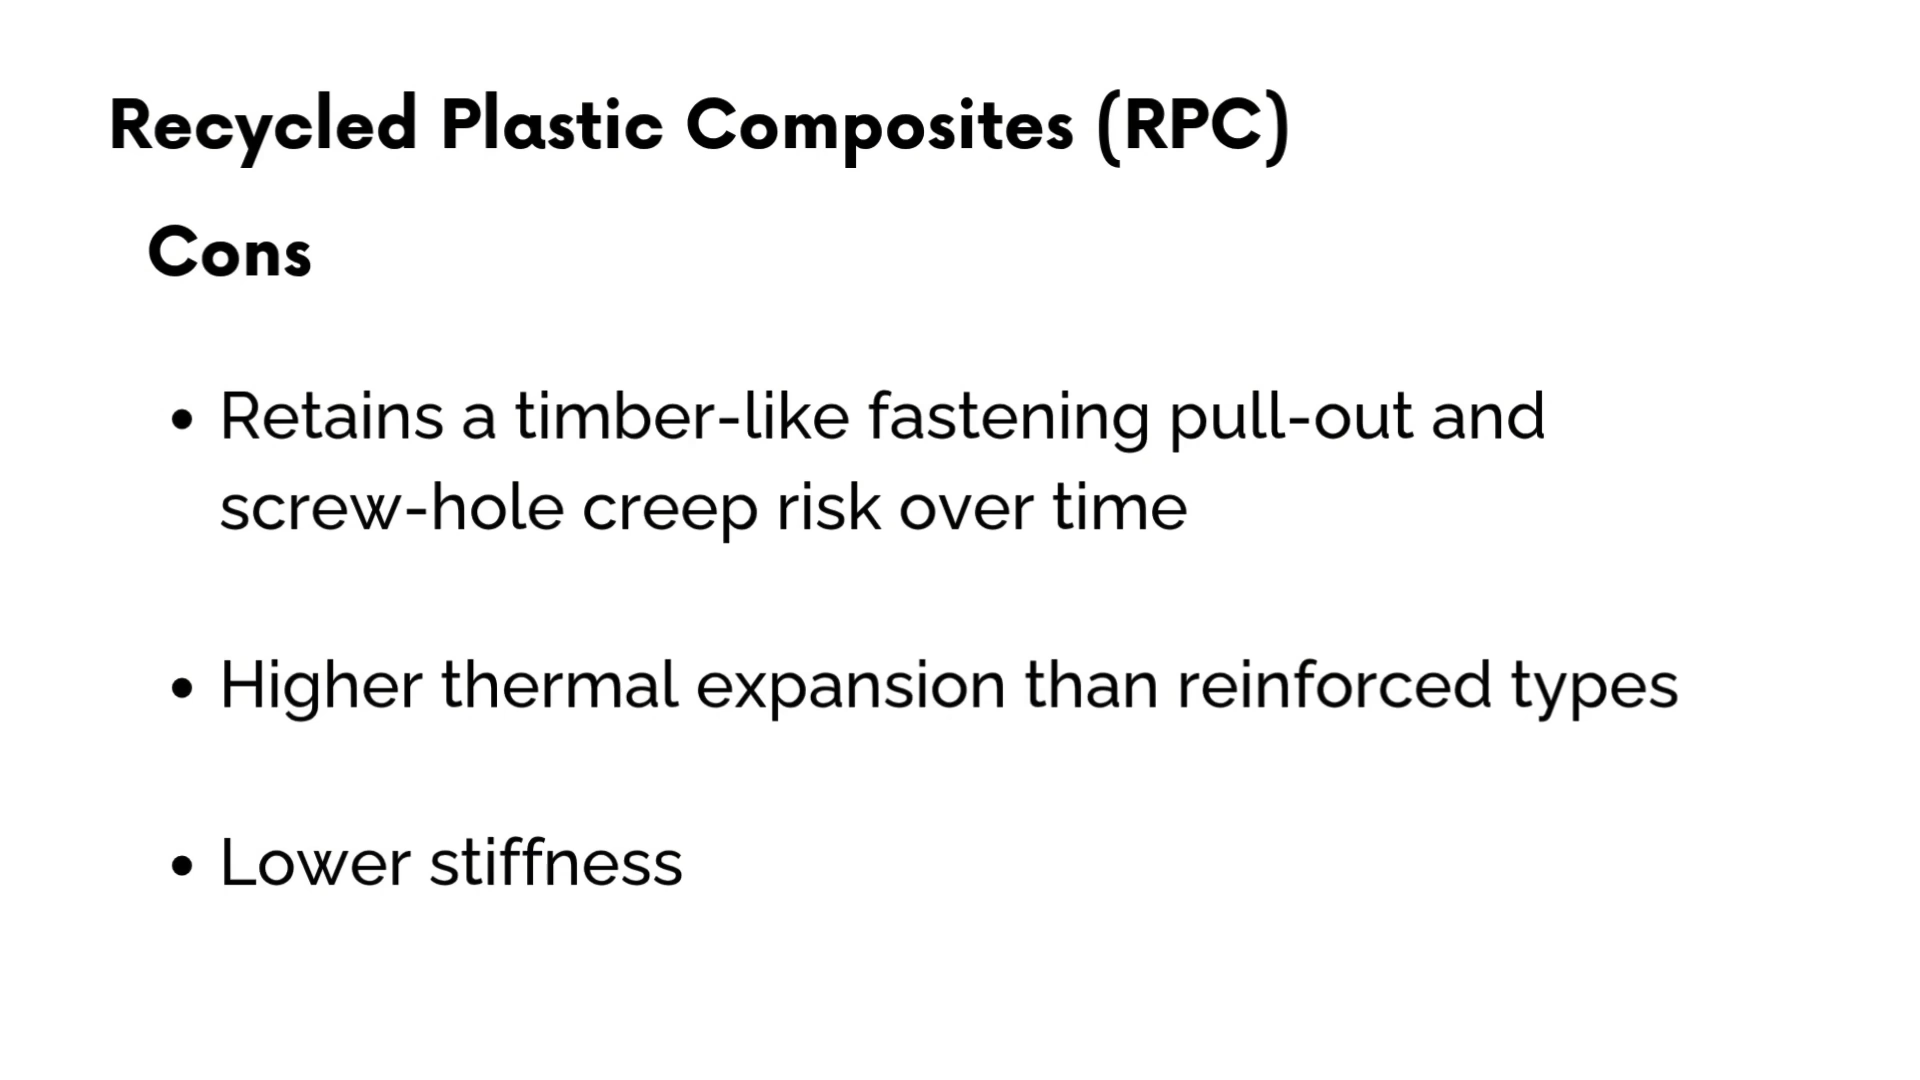 Recycled Plastic Composites (RPC)
Cons
• Retains a timber-like fastening pull-out and
screw-hole creep risk over time
• Higher thermal expansion than reinforced types
• Lower stiffness